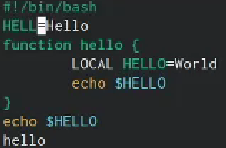 #!/bin/bash
HELLO=Hello
function hello {
LOCAL HELLO=World
echo $HELLO
}
echo $HELLO
hello